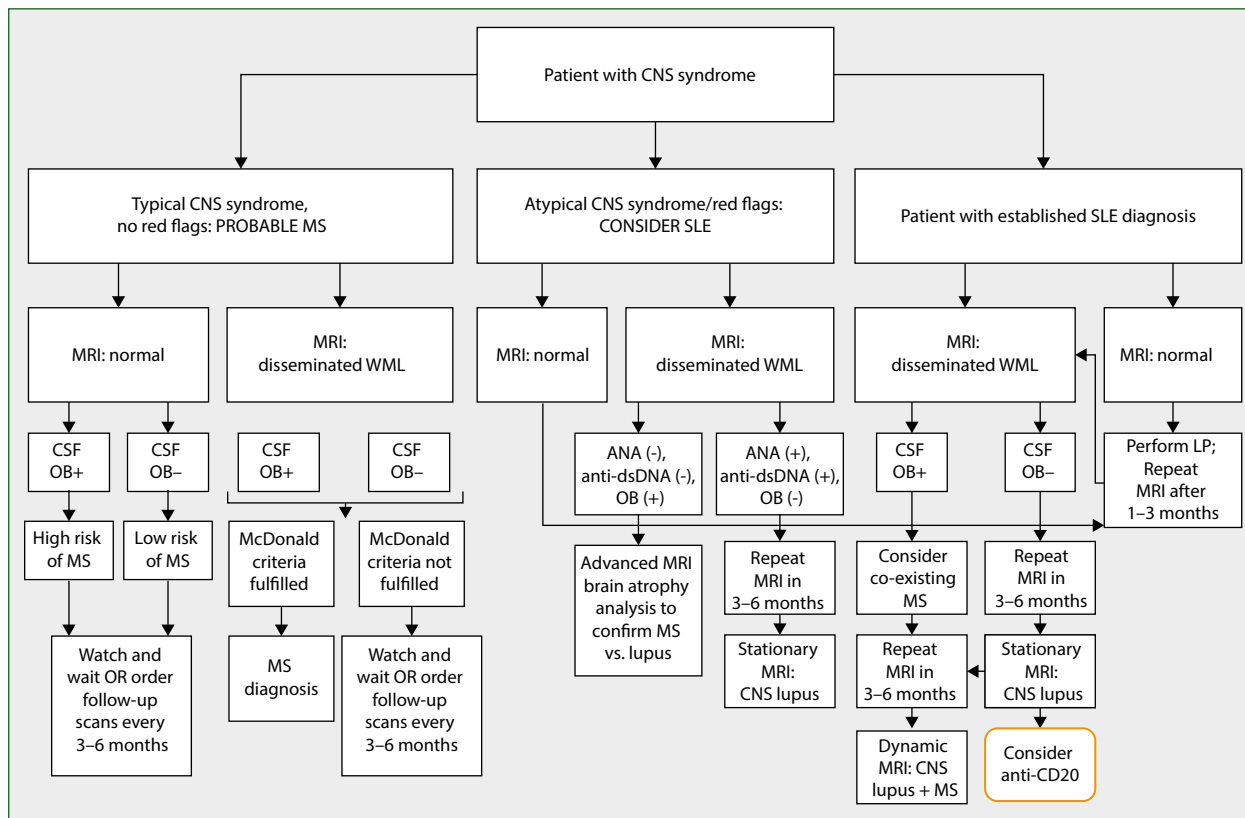 Patient with CNS syndrome
Typical CNS syndrome,
no red flags: PROBABLE MS
Atypical CNS syndrome/red flags:
CONSIDER SLE
Patient with established SLE diagnosis
MRI: normal
MRI:
disseminated WML
MRI: normal
MRI:
disseminated WML
MRI:
disseminated WML
MRI: normal
CSF
OB+
CSF
OB–
CSF
OB+
CSF
OB–
ANA (-),
anti-dsDNA (-),
OB (+)
ANA (+),
anti-dsDNA (+),
OB (-)
CSF
OB+
CSF
OB–
Perform LP;
Repeat
MRI after
1–3 months
High risk
of MS
Low risk
of MS
McDonald
criteria
fulfilled
McDonald
criteria not
fulfilled
Advanced MRI
brain atrophy
analysis to
confirm MS
vs. lupus
Repeat
MRI in
3–6 months
Consider
co-existing
MS
Repeat
MRI in
3–6 months
Watch and
wait OR order
follow-up
scans every
3–6 months
MS
diagnosis
Watch and
wait OR order
follow-up
scans every
3–6 months
Stationary
MRI:
CNS lupus
Repeat
MRI in
3–6 months
Stationary
MRI:
CNS lupus
Dynamic
MRI: CNS
lupus + MS
Consider
anti-CD20